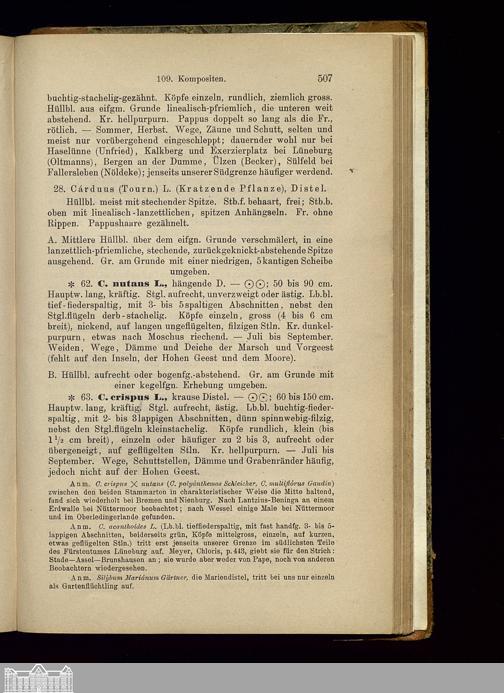 109. Kompositen. 507
buchtig-stachelig-gezähnt. Köpfe einzeln, rundlich, ziemlich gross.
Hüllbl. aus eifgm. Grunde linealisch-pfriemlich, die unteren weit
abstehend. Kr. hellpurpurn. Pappus doppelt so lang als die Fr.,
rötlich. — Sommer, Herbst. Wege, Zäune und Schutt, selten und
meist nur vorübergehend eingeschleppt; dauernder wohl nur bei
Haselünne (Unfried), Kalkberg und Exerzierplatz bei Lüneburg
(Oltmanns), Bergen an der Dumme, Ülzen (Becker), Sülfeld bei
Fallersleben (Nöldeke); jenseits unserer Südgrenze häufiger werdend.
28. Cárduus (Tourn.) L. (Kratzende Pflanze), Distel.
Hüllbl. meist mit stechender Spitze. Stb.f. behaart, frei; Stb.b.
oben mit linealisch-lanzettlichen, spitzen Anhängseln. Fr. ohne
Rippen. Pappushaare gezähnelt.
A. Mittlere Hüllbl. über dem eifgn. Grunde verschmälert, in eine
lanzettlich-pfriemliche, stechende, zurückgeknickt-abstehende Spitze
ausgehend. Gr. am Grunde mit einer niedrigen, 5 kantigen Scheibe
umgeben.
* 62. C. nutans L., hängende D. — ⊙⊙; 50 bis 90 cm.
Hauptw. lang, kräftig. Stgl. aufrecht, unverzweigt oder ästig. Lb.bl.
tief-fiederspaltig, mit 3- bis 5 spaltigen Abschnitten, nebst den
Stgl.flügeln derb-stachelig. Köpfe einzeln, gross (4 bis 6 cm
breit), nickend, auf langen ungeflügelten, filzigen Stln. Kr. dunkel-
purpurn, etwas nach Moschus riechend. — Juli bis September.
Weiden, Wege, Dämme und Deiche der Marsch und Vorgeest
(fehlt auf den Inseln, der Hohen Geest und dem Moore).
B. Hüllbl. aufrecht oder bogenfg.-abstehend. Gr. am Grunde mit
einer kegelfgn. Erhebung umgeben.
* 63. C. crispus L., krause Distel. — ⊙⊙; 60 bis 150 cm.
Hauptw. lang, kräftig. Stgl. aufrecht, ästig. Lb.bl. buchtig-fieder-
spaltig, mit 2- bis 3 lappigen Abschnitten, dünn spinnwebig-filzig,
nebst den Stgl.flügeln kleinstachelig. Köpfe rundlich, klein (bis
1 1/2 cm breit), einzeln oder häufiger zu 2 bis 3, aufrecht oder
übergeneigt, auf geflügelten Stln. Kr. hellpurpurn. — Juli bis
September. Wege, Schuttstellen, Dämme und Grabenränder häufig,
jedoch nicht auf der Hohen Geest.
Anm. C. crispus × nutans (C. polyánthemus Schleicher, C. multiflórus Gaudin)
zwischen den beiden Stammarten in charakteristischer Weise die Mitte haltend,
fand sich wiederholt bei Bremen und Nienburg. Nach Lantzius-Beninga an einem
Erdwalle bei Nüttermoor beobachtet; nach Wessel einige Male bei Nüttermoor
und im Oberledingerlande gefunden.
Anm. C. acanthoídes L. (Lb.bl. tieffiederspaltig, mit fast handfg. 3- bis 5-
lappigen Abschnitten, beiderseits grün, Köpfe mittelgross, einzeln, auf kurzen,
etwas geflügelten Stln.) tritt erst jenseits unserer Grenze im südlichsten Teile
des Fürstentumes Lüneburg auf. Meyer, Chloris, p. 443, giebt sie für den Strich:
Stade—Assel—Brunshausen an; sie wurde aber weder von Pape, noch von anderen
Beobachtern wiedergesehen.
Anm. Sílybum Mariánum Gärtner, die Mariendistel, tritt bei uns nur einzeln
als Gartenflüchtling auf.